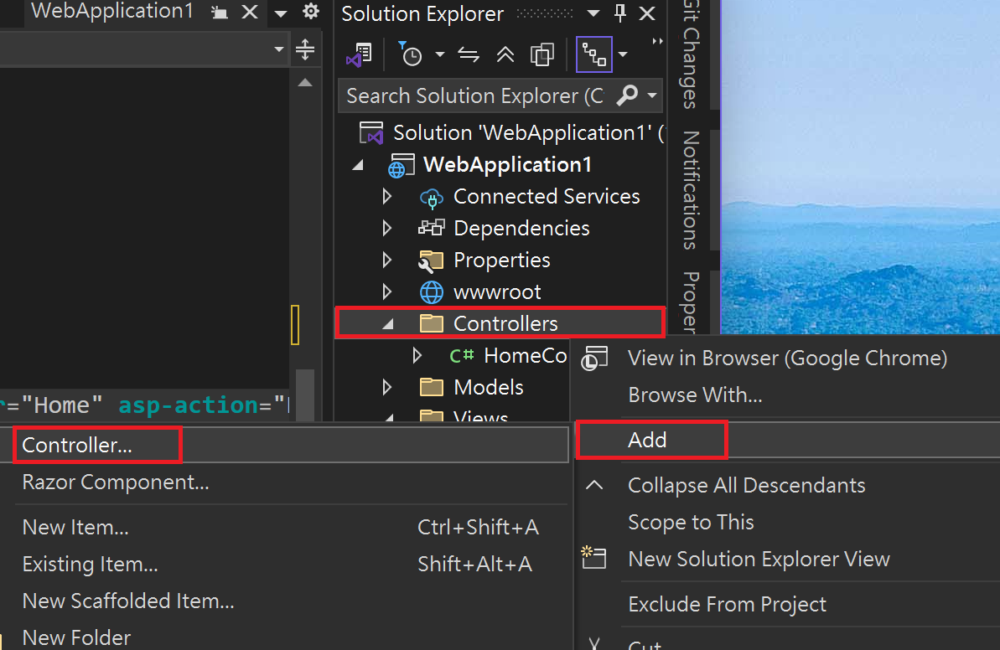 WebApplication1
Solution Explorer
Git Changes
Notifications
Proper
Search Solution Explorer (C
Solution 'WebApplication1' (
WebApplication1
Connected Services
Dependencies
Properties
wwwroot
Controllers
C# HomeCo
Models
Views
="Home" asp-action="
View in Browser (Google Chrome)
Browse With...
Add
Collapse All Descendants
Scope to This
New Solution Explorer View
Exclude From Project
Cut
Controller...
Razor Component...
New Item... Ctrl+Shift+A
Existing Item... Shift+Alt+A
New Scaffolded Item...
New Folder